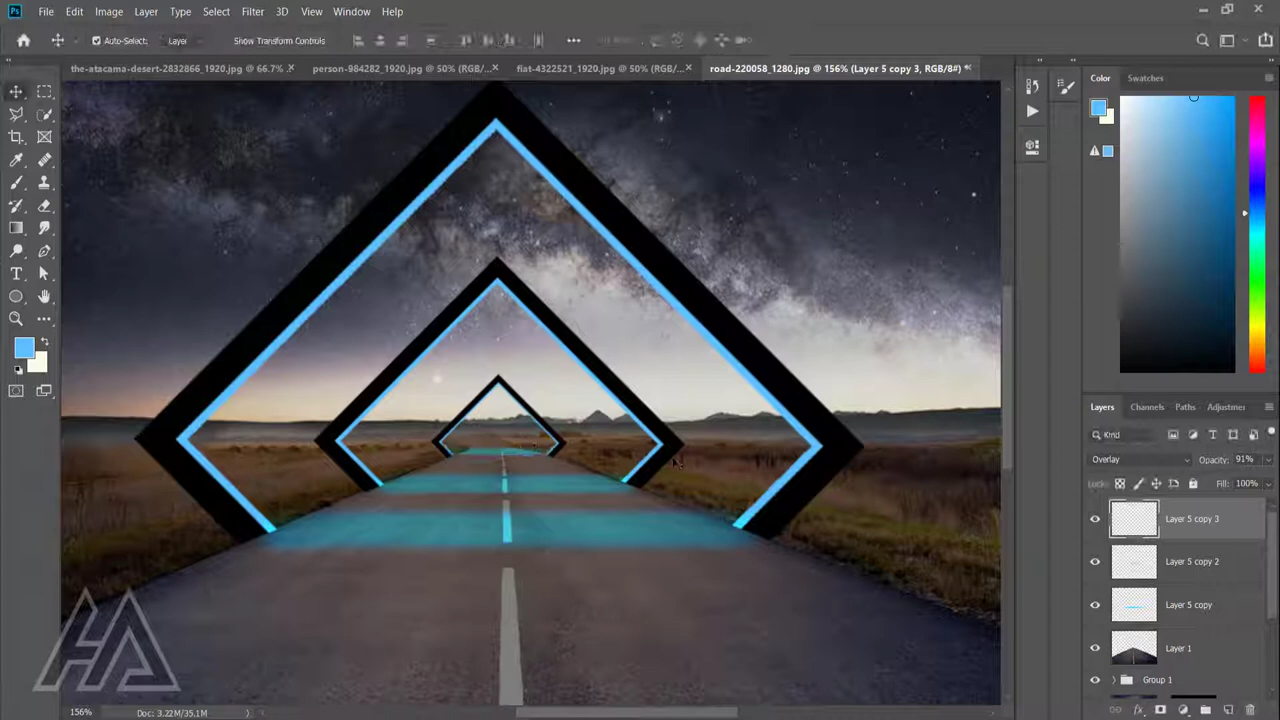 Ps File Edit Image Layer Type Select Filter 3D View Window Help
Auto-Select: Layer Show Transform Controls
the-atacama-desert-2832866_1920.jpg @ 66.7% person-984282_1920.jpg @ 50% (RGB/... fiat-4322521_1920.jpg @ 50% (RGB/... road-220058_1280.jpg @ 156% (Layer 5 copy 3, RGB/8#) *
Color Swatches
Layers Channels Paths Adjustmer
Kind
Overlay Opacity: 91%
Lock: Fill: 100%
Layer 5 copy 3
Layer 5 copy 2
Layer 5 copy
Layer 1
Group 1
156% Doc: 3.22M/35.1M